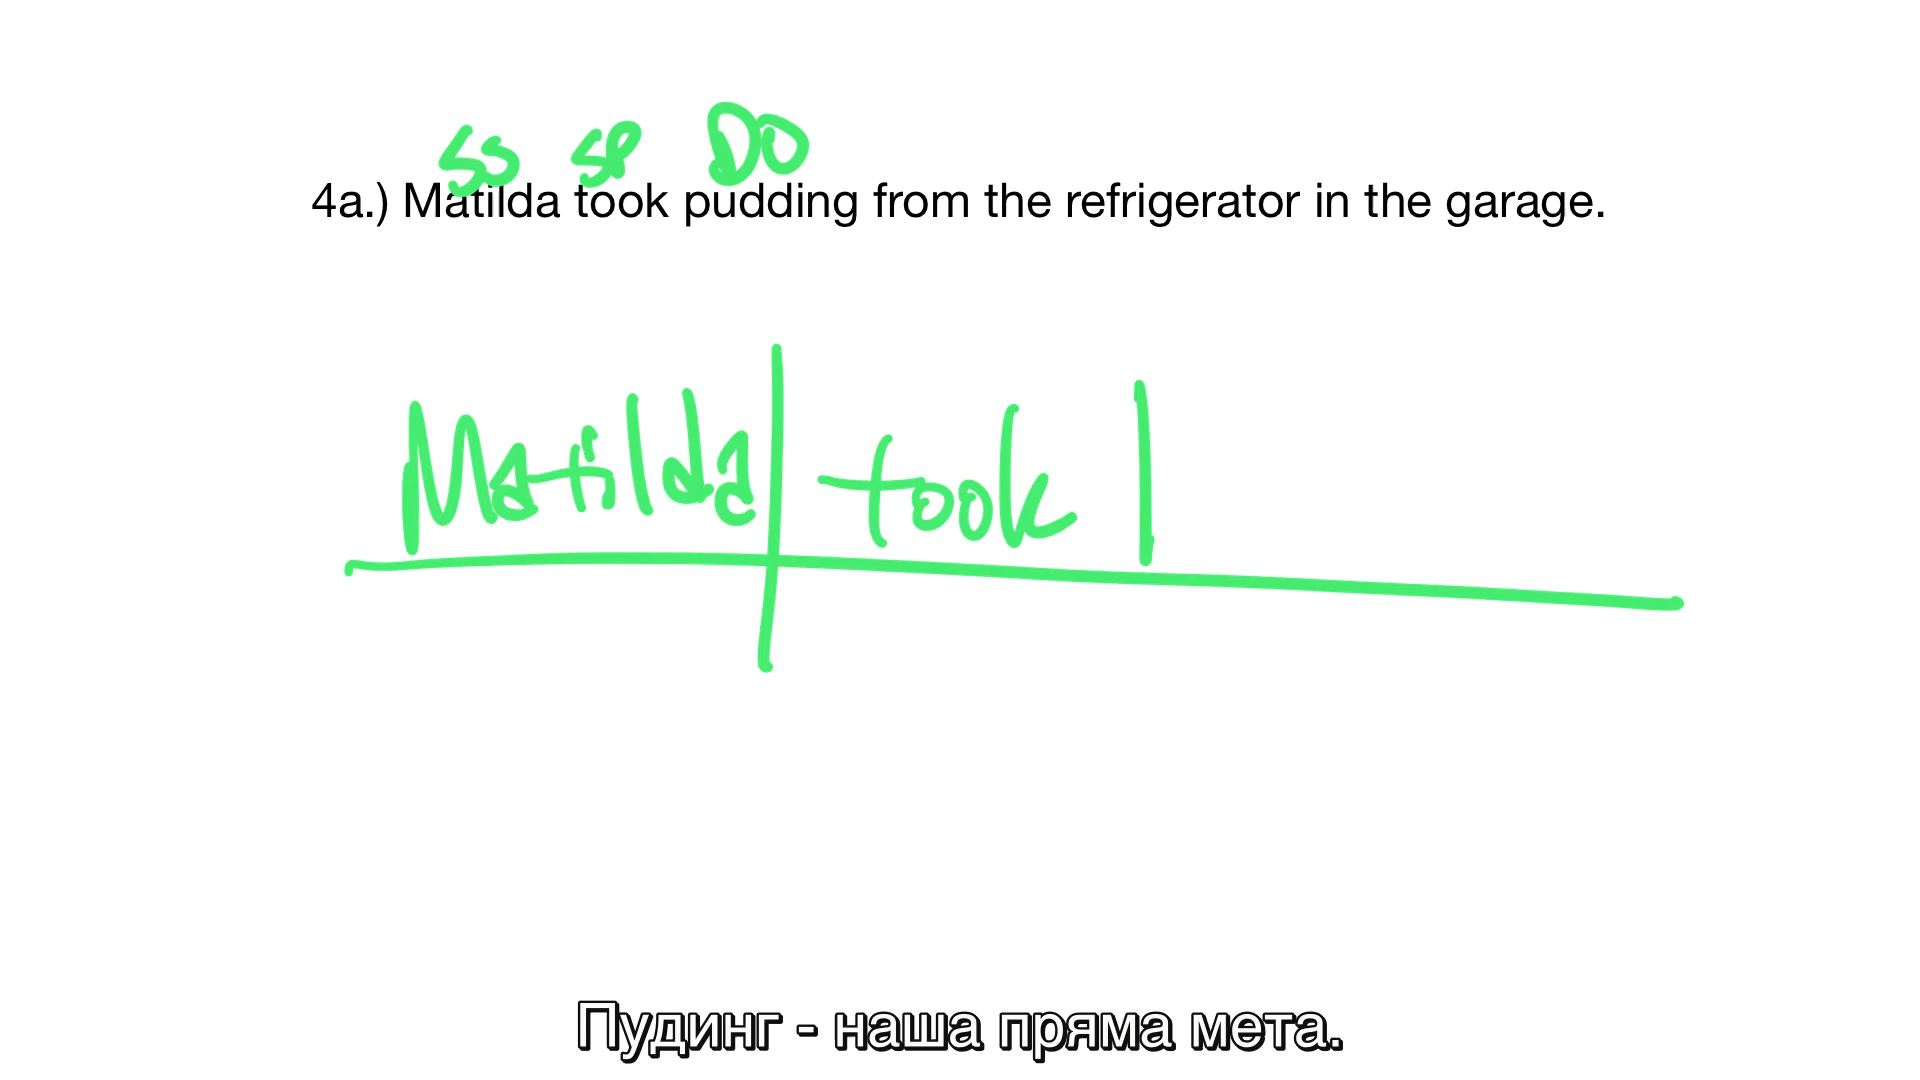 SS SP DO
4a.) Matilda took pudding from the refrigerator in the garage.
Matilda took
Пудинг - наша пряма мета.